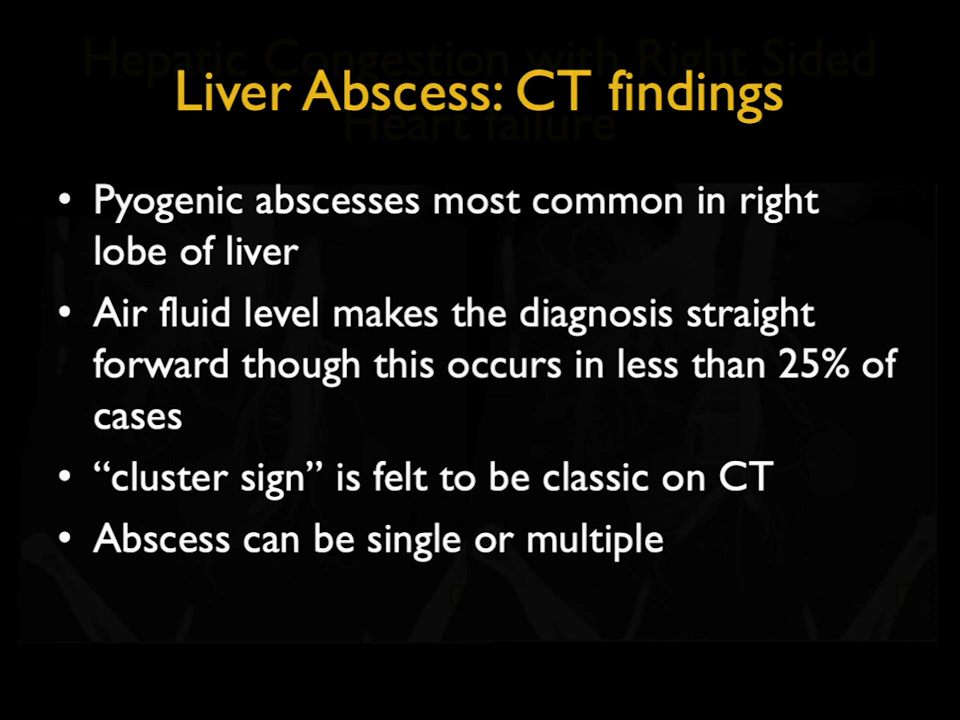 Hepatic Congestion with Right Sided
Heart failure
Liver Abscess: CT findings
• Pyogenic abscesses most common in right
lobe of liver
• Air fluid level makes the diagnosis straight
forward though this occurs in less than 25% of
cases
• “cluster sign” is felt to be classic on CT
• Abscess can be single or multiple